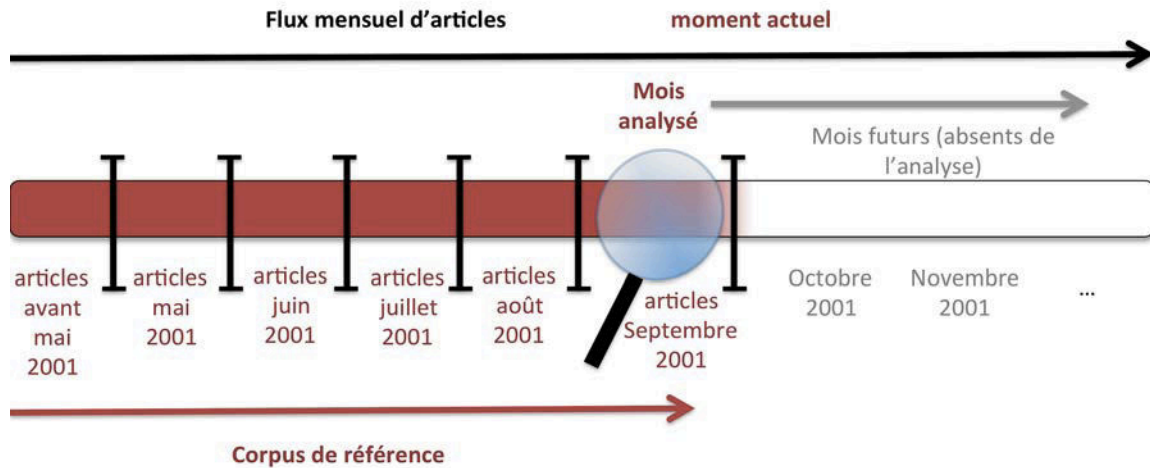 Flux mensuel d’articles moment actuel
Mois
analysé
Mois futurs (absents de
l’analyse)
articles
avant
mai
2001
articles
mai
2001
articles
juin
2001
articles
juillet
2001
articles
août
2001
articles
Septembre
2001
Octobre
2001
Novembre
2001
...
Corpus de référence